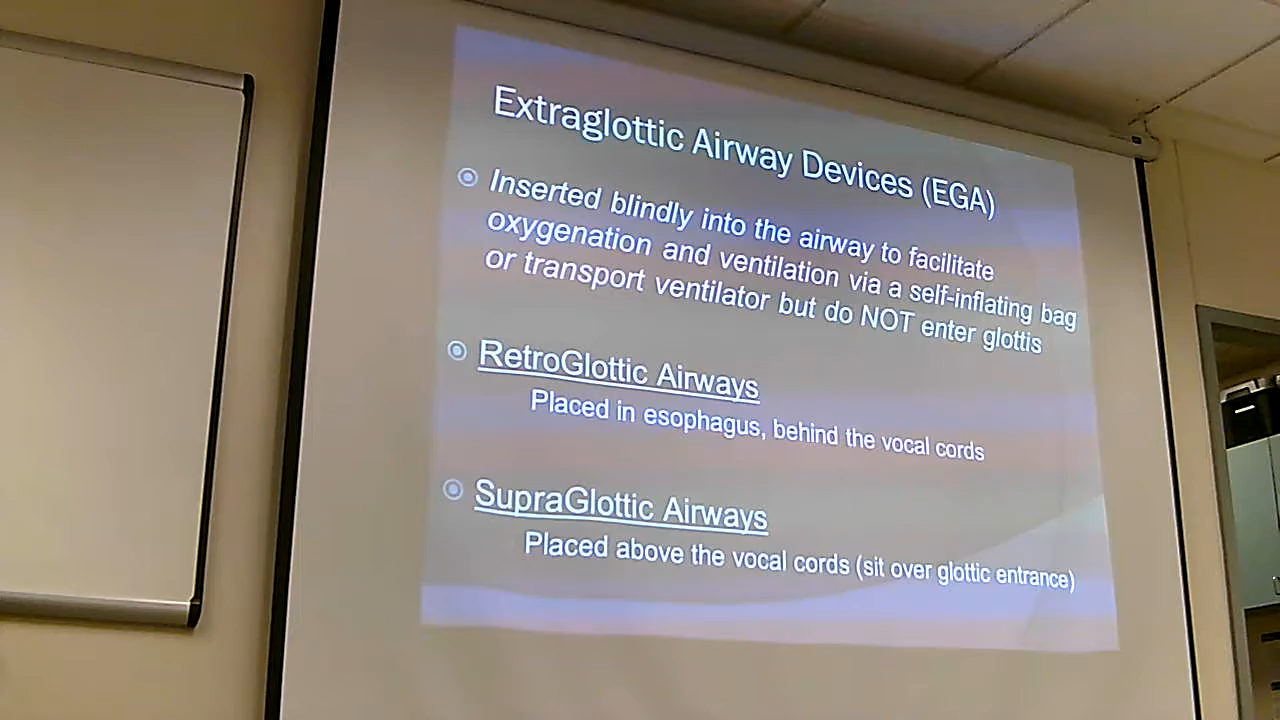 Extraglottic Airway Devices (EGA)
Inserted blindly into the airway to facilitate
oxygenation and ventilation via a self-inflating bag
or transport ventilator but do NOT enter glottis
RetroGlottic Airways
Placed in esophagus, behind the vocal cords
SupraGlottic Airways
Placed above the vocal cords (sit over glottic entrance)